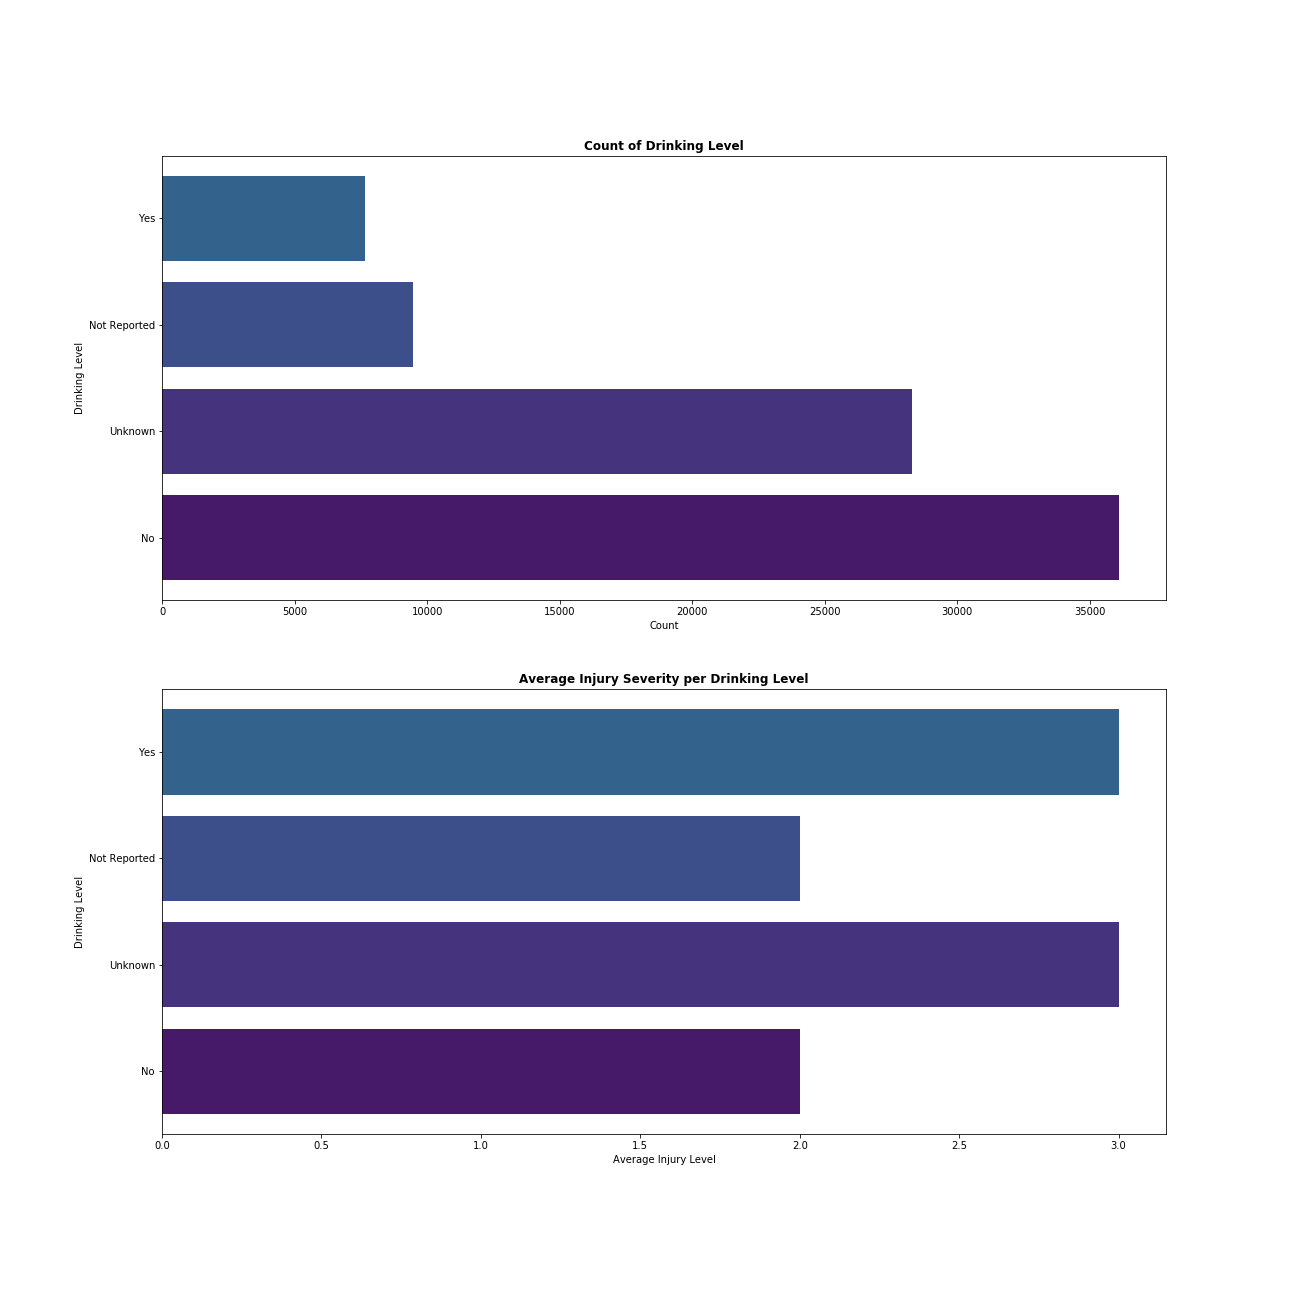 Count of Drinking Level
Yes
Not Reported
Unknown
No
Drinking Level
0 5000 10000 15000 20000 25000 30000 35000
Count
Average Injury Severity per Drinking Level
Yes
Not Reported
Unknown
No
Drinking Level
0.0 0.5 1.0 1.5 2.0 2.5 3.0
Average Injury Level